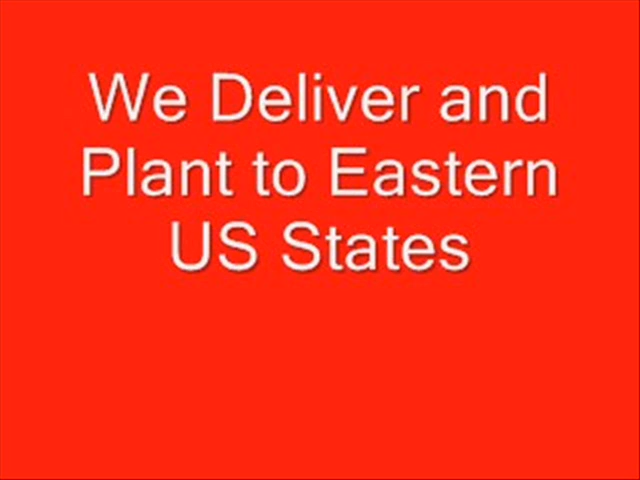 We Deliver and
Plant to Eastern
US States